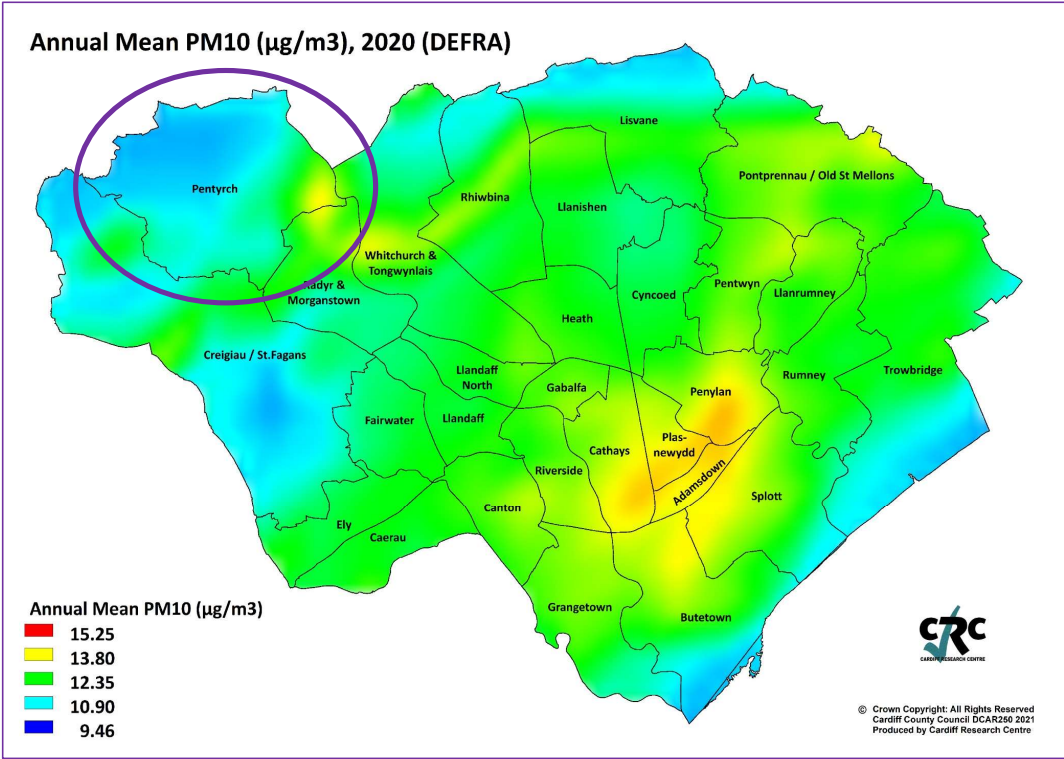 Annual Mean PM10 (µg/m3), 2020 (DEFRA)
Lisvane
Pontprennau / Old St Mellons
Pentyrch
Rhiwbina
Llanishen
Whitchurch &
Tongwynlais
Radyr &
Morganstown
Cyncoed
Pentwyn
Llanrumney
Heath
Creigiau / St.Fagans
Llandaff
North
Gabalfa
Penylan
Rumney
Trowbridge
Fairwater
Llandaff
Cathays
Plas-
newydd
Riverside
Adamsdown
Splott
Canton
Ely
Caerau
Grangetown
Butetown
Annual Mean PM10 (µg/m3)
15.25
13.80
12.35
10.90
9.46
CRC
CARDIFF RESEARCH CENTRE
© Crown Copyright: All Rights Reserved
Cardiff County Council DCAR250 2021
Produced by Cardiff Research Centre